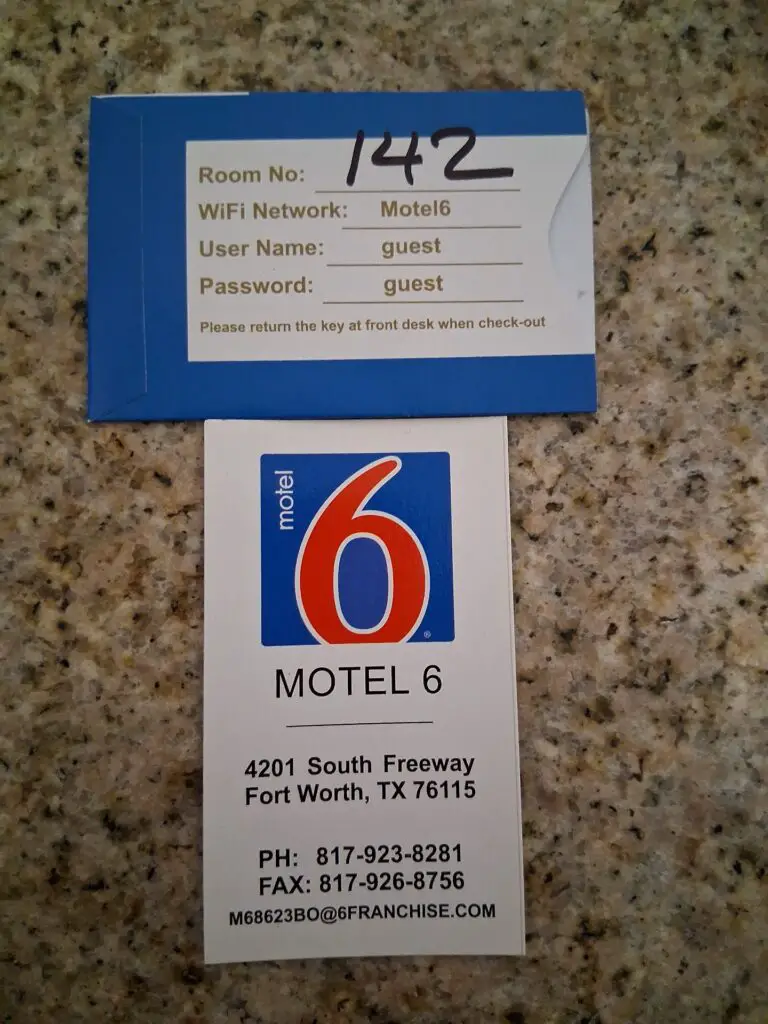 Room No: 142
WiFi Network: Motel6
User Name: guest
Password: guest
Please return the key at front desk when check-out
motel
6
®
MOTEL 6
4201 South Freeway
Fort Worth, TX 76115
PH: 817-923-8281
FAX: 817-926-8756
M68623BO@6FRANCHISE.COM